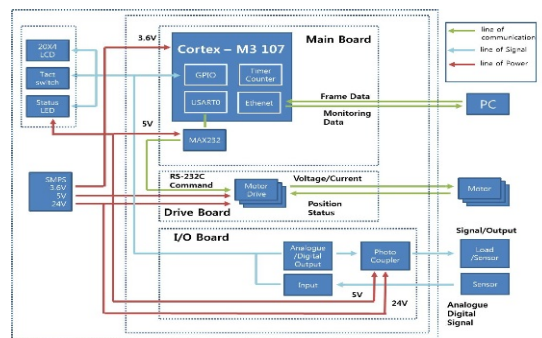 3.6V
Cortex – M3 107
Main Board
line of communication
line of Signal
line of Power
20X4 LCD
Tact switch
Status LED
GPIO
Timer Counter
USART0
Ethenet
Frame Data
Monitoring Data
PC
5V
MAX232
RS-232C Command
SMPS
3.6V
5V
24V
Motor Drive
Voltage/Current
Position Status
Motor
Drive Board
I/O Board
Signal/Output
Analogue /Digital Output
Photo Coupler
Load /Sensor
Input
Sensor
5V
24V
Analogue Digital Signal